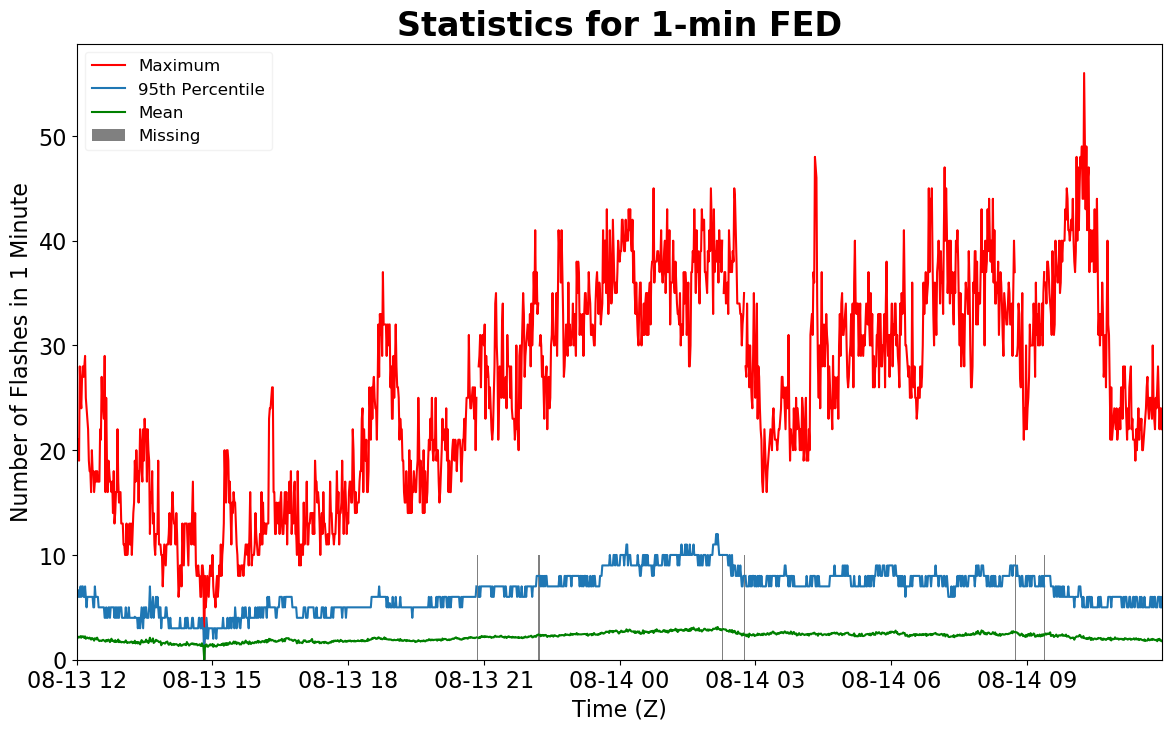 Statistics for 1-min FED
Maximum
95th Percentile
Mean
Missing
Number of Flashes in 1 Minute
50
40
30
20
10
0
08-13 12
08-13 15
08-13 18
08-13 21
08-14 00
08-14 03
08-14 06
08-14 09
Time (Z)